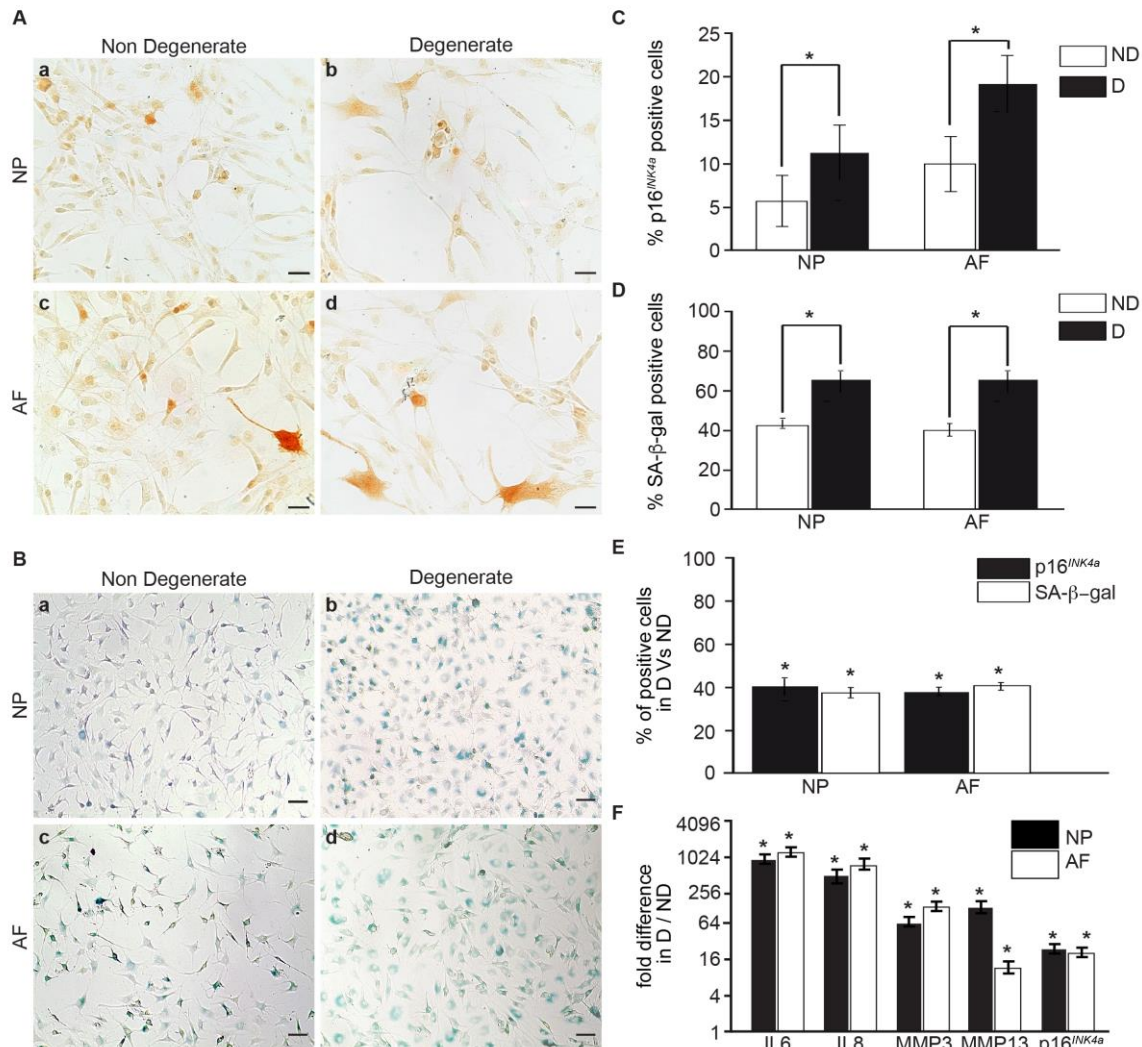 A
Non Degenerate
Degenerate
a
b
NP
c
d
AF
B
Non Degenerate
Degenerate
a
b
NP
c
d
AF
C
% p16INK4a positive cells
25
20
15
10
5
0
*
*
ND
D
NP
AF
D
% SA-β-gal positive cells
100
80
60
40
20
0
*
*
ND
D
NP
AF
E
% of positive cells
in D Vs ND
100
80
60
40
20
0
p16INK4a
SA-β-gal
* * * *
NP
AF
F
fold difference
in D / ND
4096
1024
256
64
16
4
1
NP
AF
* * * * * * * * * *
IL6 IL8 MMP3 MMP13 p16INK4a